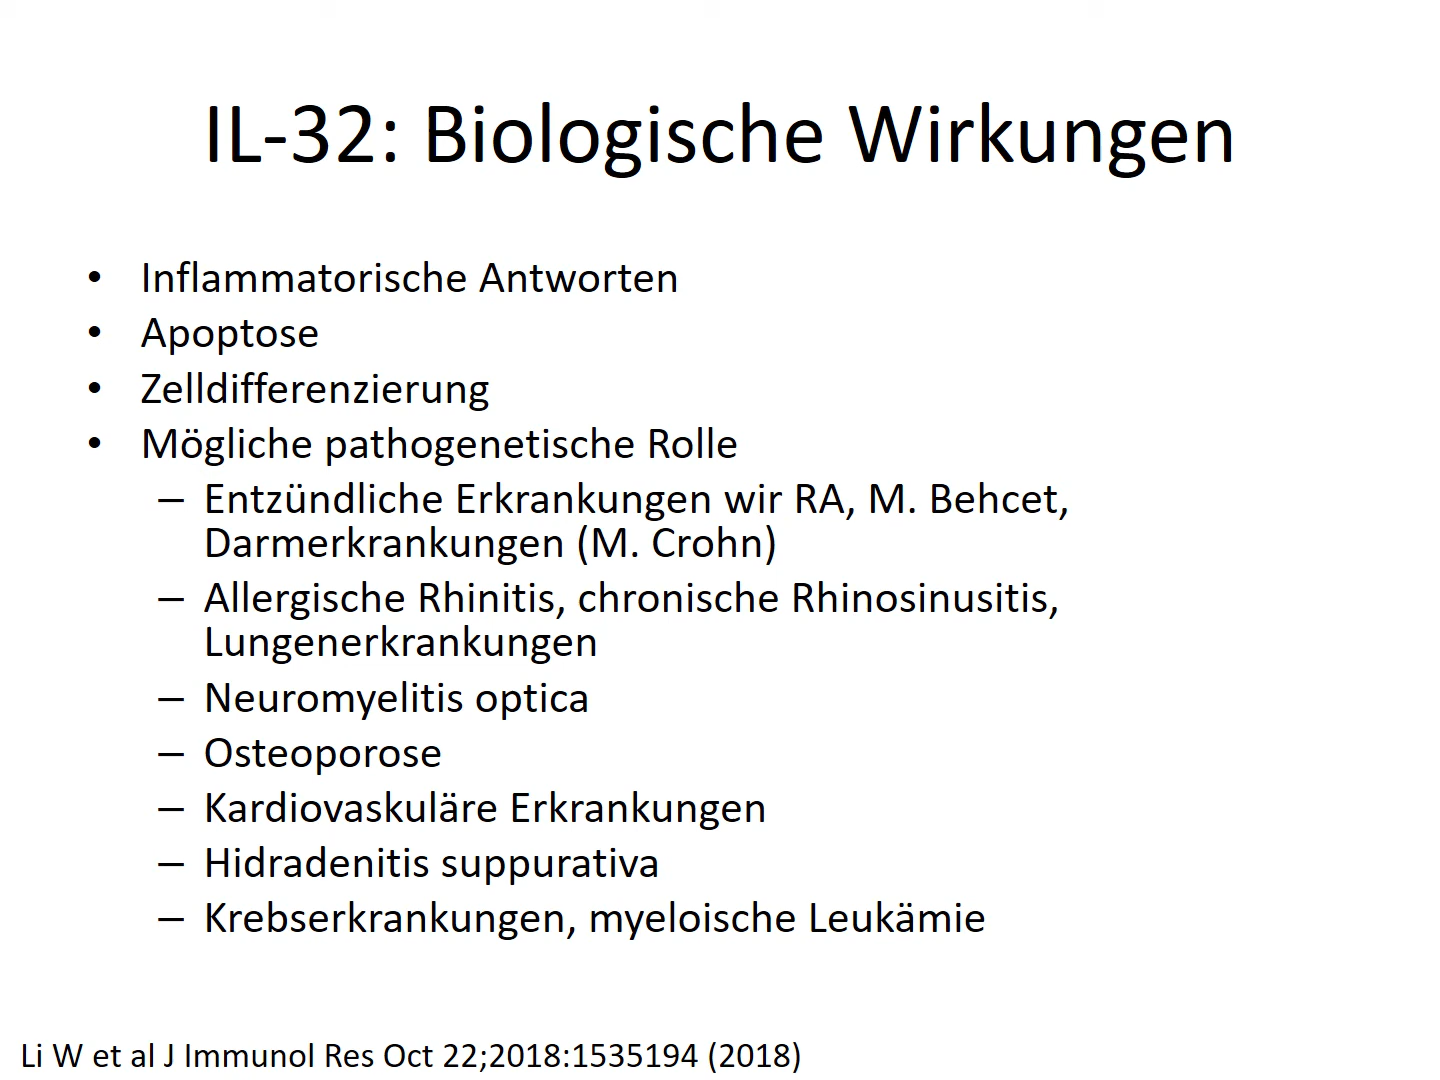 IL-32: Biologische Wirkungen
• Inflammatorische Antworten
• Apoptose
• Zelldifferenzierung
• Mögliche pathogenetische Rolle
– Entzündliche Erkrankungen wir RA, M. Behcet,
Darmerkrankungen (M. Crohn)
– Allergische Rhinitis, chronische Rhinosinusitis,
Lungenerkrankungen
– Neuromyelitis optica
– Osteoporose
– Kardiovaskuläre Erkrankungen
– Hidradenitis suppurativa
– Krebserkrankungen, myeloische Leukämie
Li W et al J Immunol Res Oct 22;2018:1535194 (2018)